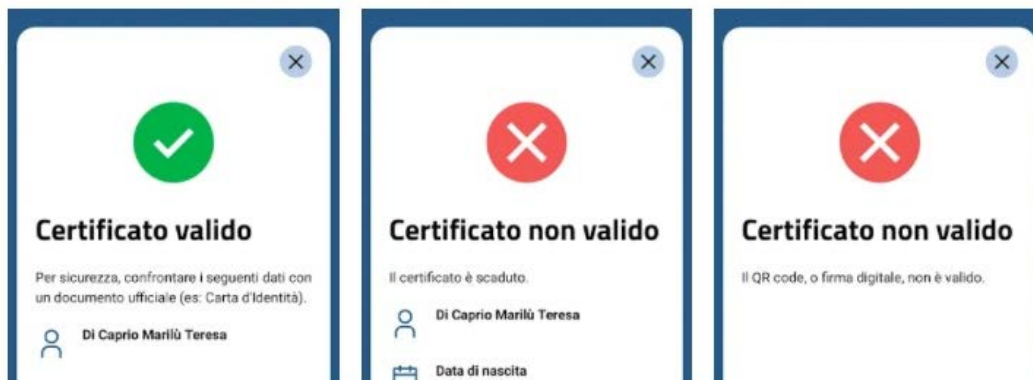 Certificato valido
Per sicurezza, confrontare i seguenti dati con
un documento ufficiale (es: Carta d'Identità).
Di Caprio Marilù Teresa
Certificato non valido
Il certificato è scaduto.
Di Caprio Marilù Teresa
Data di nascita
Certificato non valido
Il QR code, o firma digitale, non è valido.